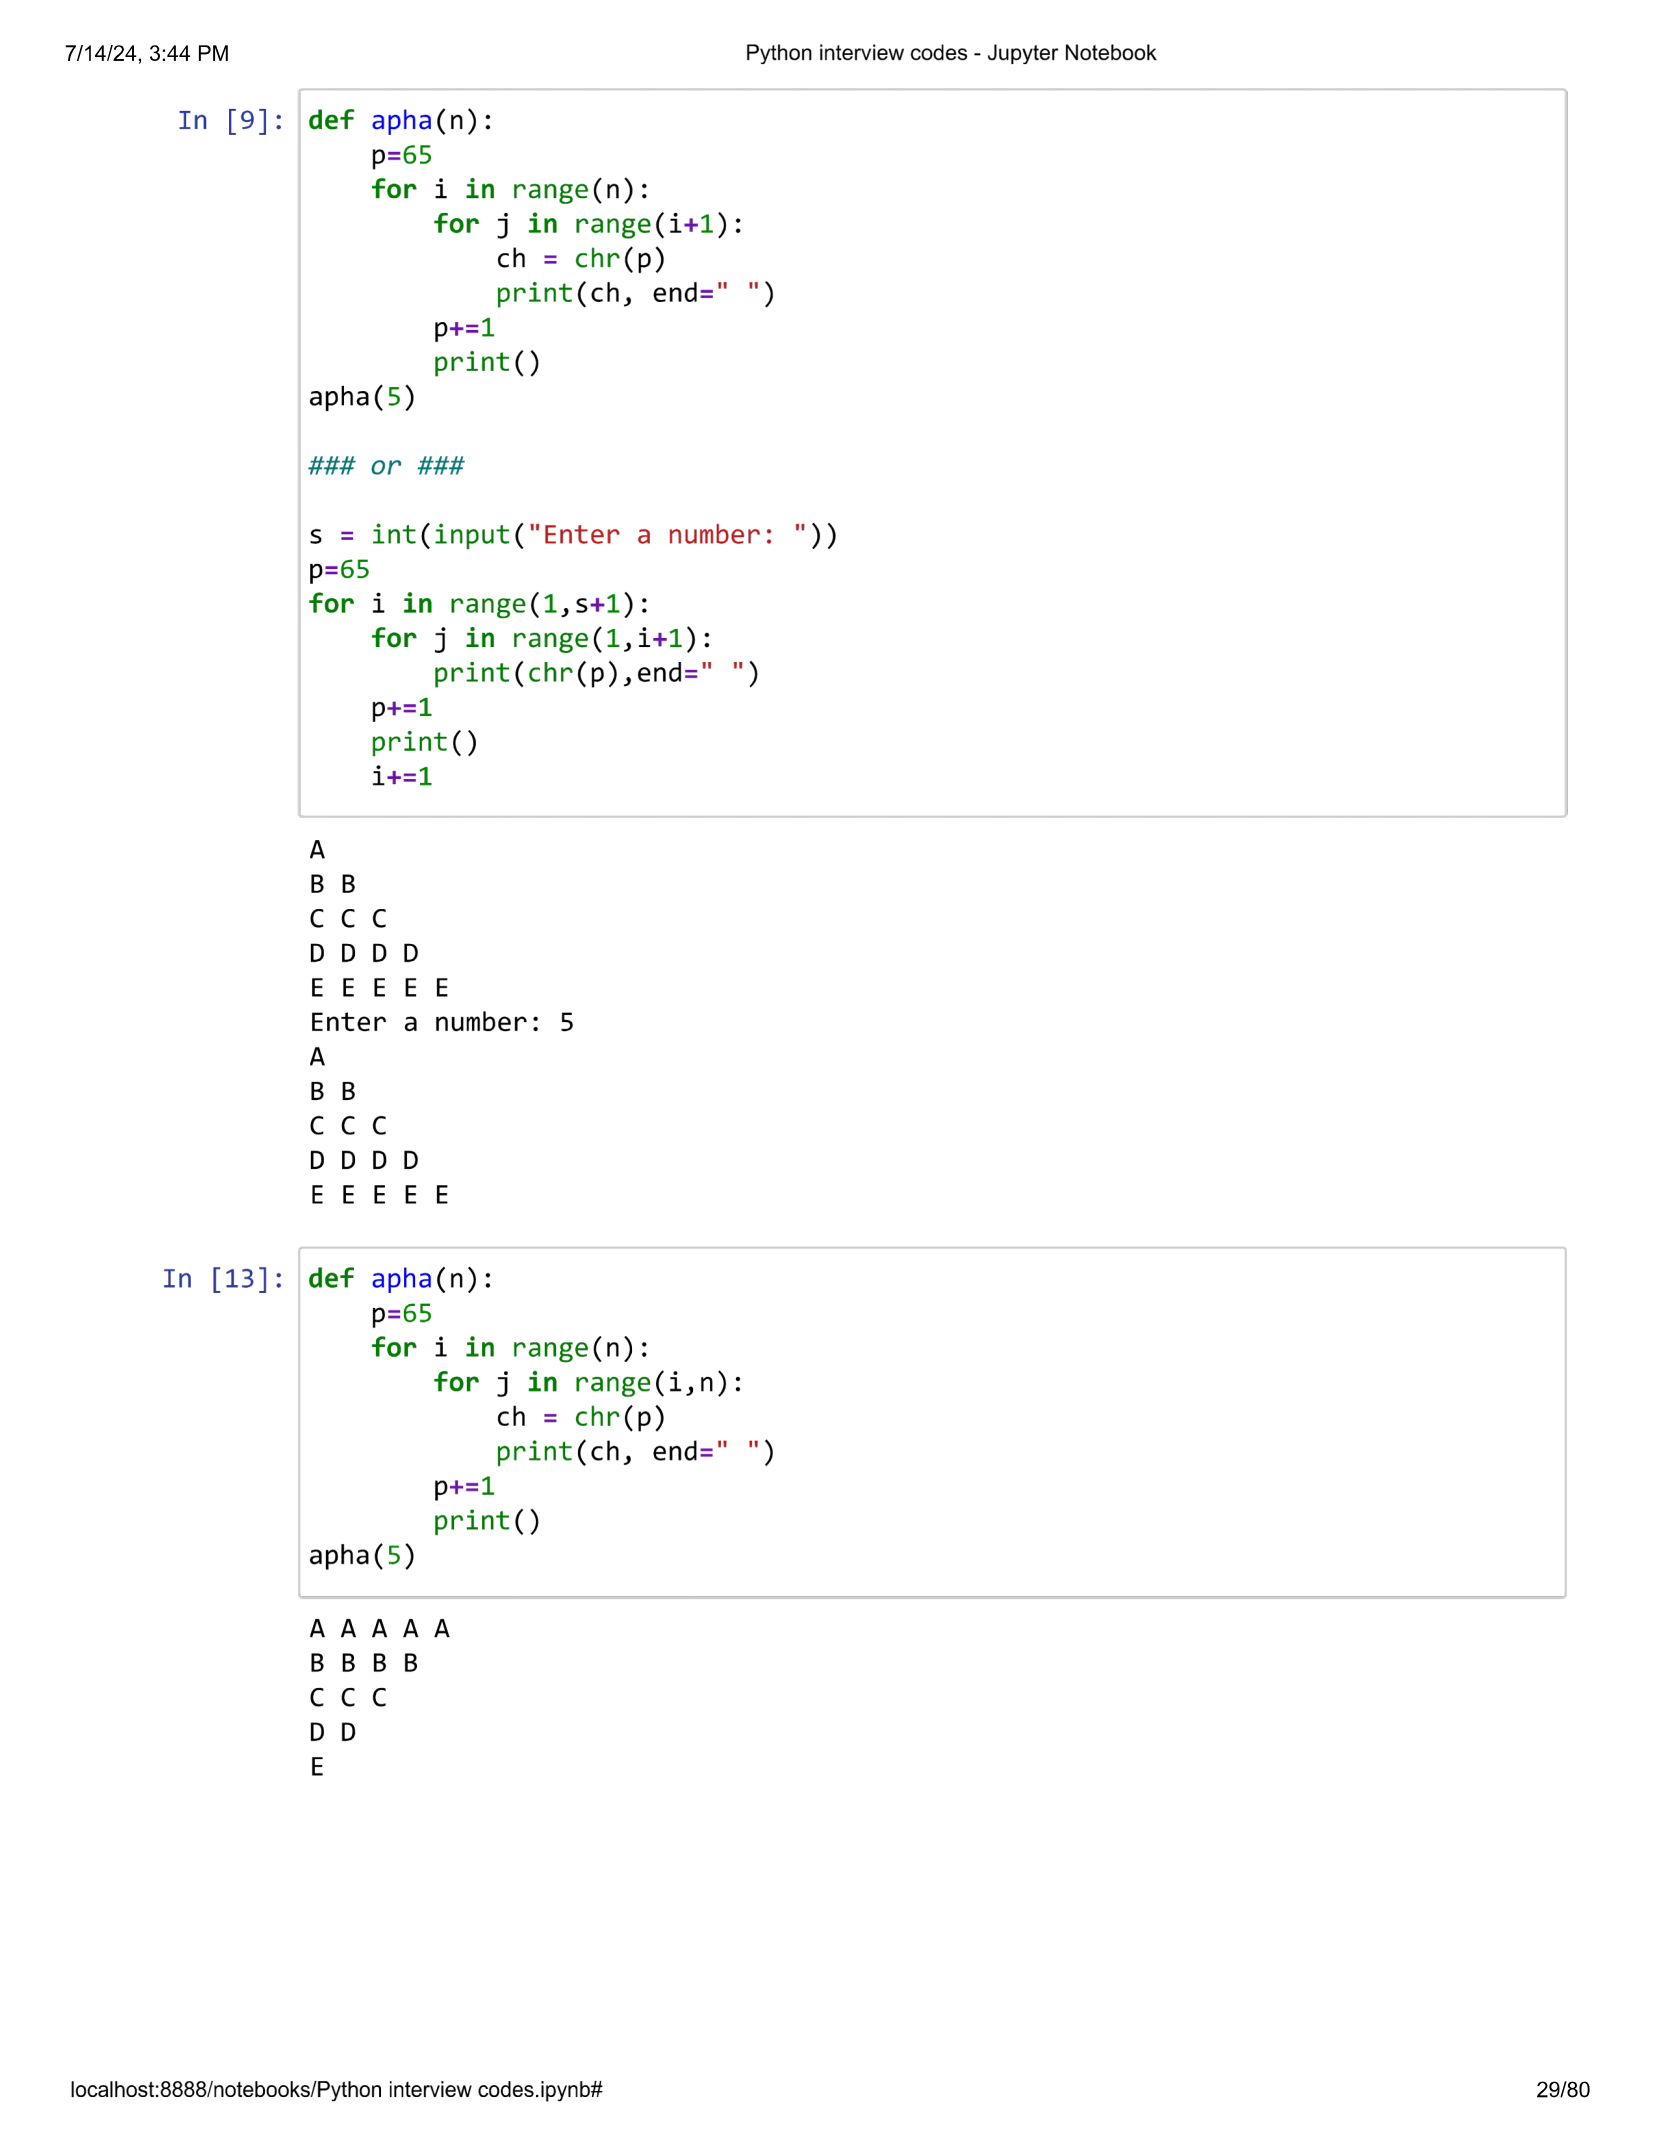 7/14/24, 3:44 PM Python interview codes - Jupyter Notebook
In [9]: def apha(n):
    p=65
    for i in range(n):
        for j in range(i+1):
            ch = chr(p)
            print(ch, end=" ")
        p+=1
        print()
apha(5)
### or ###
s = int(input("Enter a number: "))
p=65
for i in range(1,s+1):
    for j in range(1,i+1):
        print(chr(p),end=" ")
    p+=1
    print()
    i+=1
A
B B
C C C
D D D D
E E E E E
Enter a number: 5
A
B B
C C C
D D D D
E E E E E
In [13]: def apha(n):
    p=65
    for i in range(n):
        for j in range(i,n):
            ch = chr(p)
            print(ch, end=" ")
        p+=1
        print()
apha(5)
A A A A A
B B B B
C C C
D D
E
localhost:8888/notebooks/Python interview codes.ipynb# 29/80